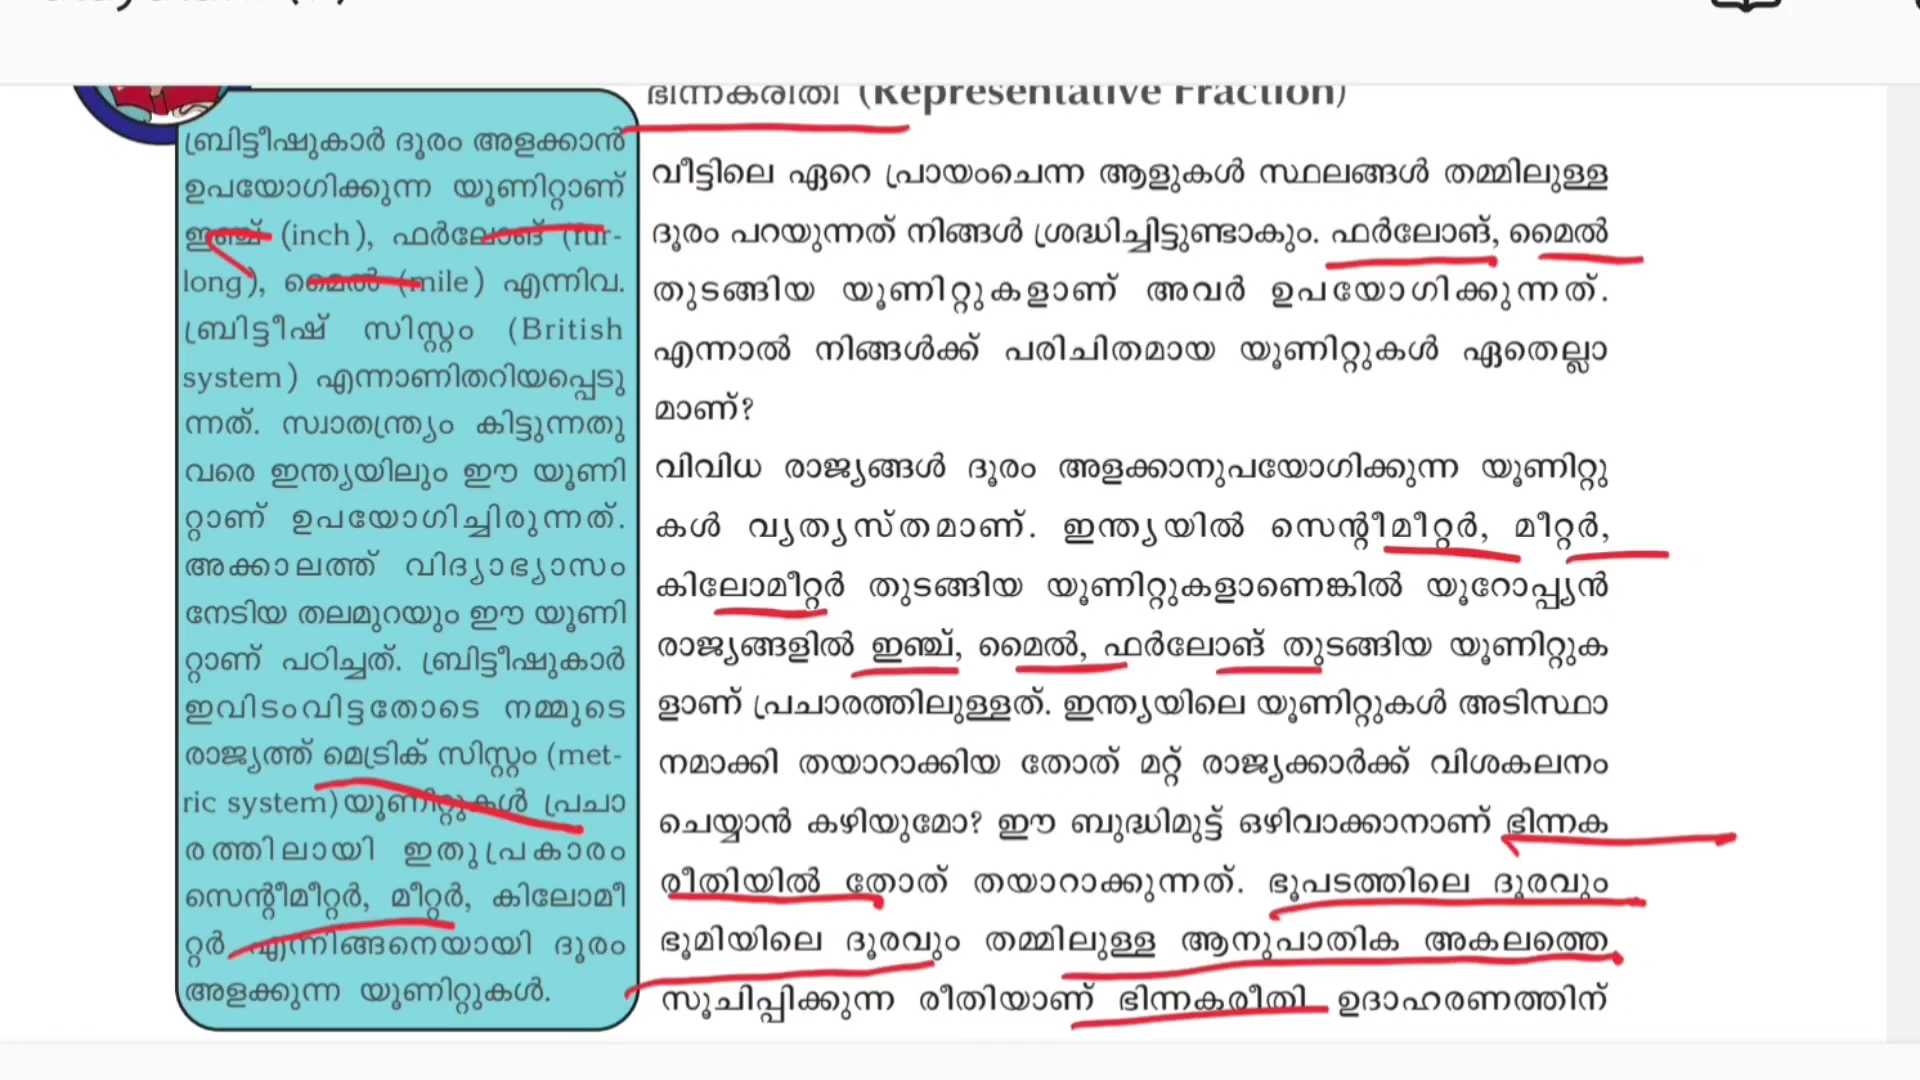 ബ്രിട്ടീഷുകാർ ദൂരം അളക്കാൻ
ഉപയോഗിക്കുന്ന യൂണിറ്റാണ്
ഇഞ്ച് (inch), ഫർലോങ് (fur-
long), മൈൽ (mile) എന്നിവ.
ബ്രിട്ടീഷ് സിസ്റ്റം (British
system) എന്നാണിതറിയപ്പെടു
ന്നത്. സ്വാതന്ത്ര്യം കിട്ടുന്നതു
വരെ ഇന്ത്യയിലും ഈ യൂണി
റ്റാണ് ഉപയോഗിച്ചിരുന്നത്.
അക്കാലത്ത് വിദ്യാഭ്യാസം
നേടിയ തലമുറയും ഈ യൂണി
റ്റാണ് പഠിച്ചത്. ബ്രിട്ടീഷുകാർ
ഇവിടംവിട്ടതോടെ നമ്മുടെ
രാജ്യത്ത് മെട്രിക് സിസ്റ്റം (met-
ric system)യൂണിറ്റുകൾ പ്രചാ
രത്തിലായി ഇതുപ്രകാരം
സെന്റീമീറ്റർ, മീറ്റർ, കിലോമീ
റ്റർ എന്നിങ്ങനെയായി ദൂരം
അളക്കുന്ന യൂണിറ്റുകൾ.
ഭിന്നകരീതി (Representative Fraction)
വീട്ടിലെ ഏറെ പ്രായംചെന്ന ആളുകൾ സ്ഥലങ്ങൾ തമ്മിലുള്ള
ദൂരം പറയുന്നത് നിങ്ങൾ ശ്രദ്ധിച്ചിട്ടുണ്ടാകും. ഫർലോങ്, മൈൽ
തുടങ്ങിയ യൂണിറ്റുകളാണ് അവർ ഉപയോഗിക്കുന്നത്.
എന്നാൽ നിങ്ങൾക്ക് പരിചിതമായ യൂണിറ്റുകൾ ഏതെല്ലാ
മാണ്?
വിവിധ രാജ്യങ്ങൾ ദൂരം അളക്കാനുപയോഗിക്കുന്ന യൂണിറ്റു
കൾ വ്യത്യസ്തമാണ്. ഇന്ത്യയിൽ സെന്റീമീറ്റർ, മീറ്റർ,
കിലോമീറ്റർ തുടങ്ങിയ യൂണിറ്റുകളാണെങ്കിൽ യൂറോപ്പ്യൻ
രാജ്യങ്ങളിൽ ഇഞ്ച്, മൈൽ, ഫർലോങ് തുടങ്ങിയ യൂണിറ്റുക
ളാണ് പ്രചാരത്തിലുള്ളത്. ഇന്ത്യയിലെ യൂണിറ്റുകൾ അടിസ്ഥാ
നമാക്കി തയാറാക്കിയ തോത് മറ്റ് രാജ്യക്കാർക്ക് വിശകലനം
ചെയ്യാൻ കഴിയുമോ? ഈ ബുദ്ധിമുട്ട് ഒഴിവാക്കാനാണ് ഭിന്നക
രീതിയിൽ തോത് തയാറാക്കുന്നത്. ഭൂപടത്തിലെ ദൂരവും
ഭൂമിയിലെ ദൂരവും തമ്മിലുള്ള ആനുപാതിക അകലത്തെ
സൂചിപ്പിക്കുന്ന രീതിയാണ് ഭിന്നകരീതി ഉദാഹരണത്തിന്